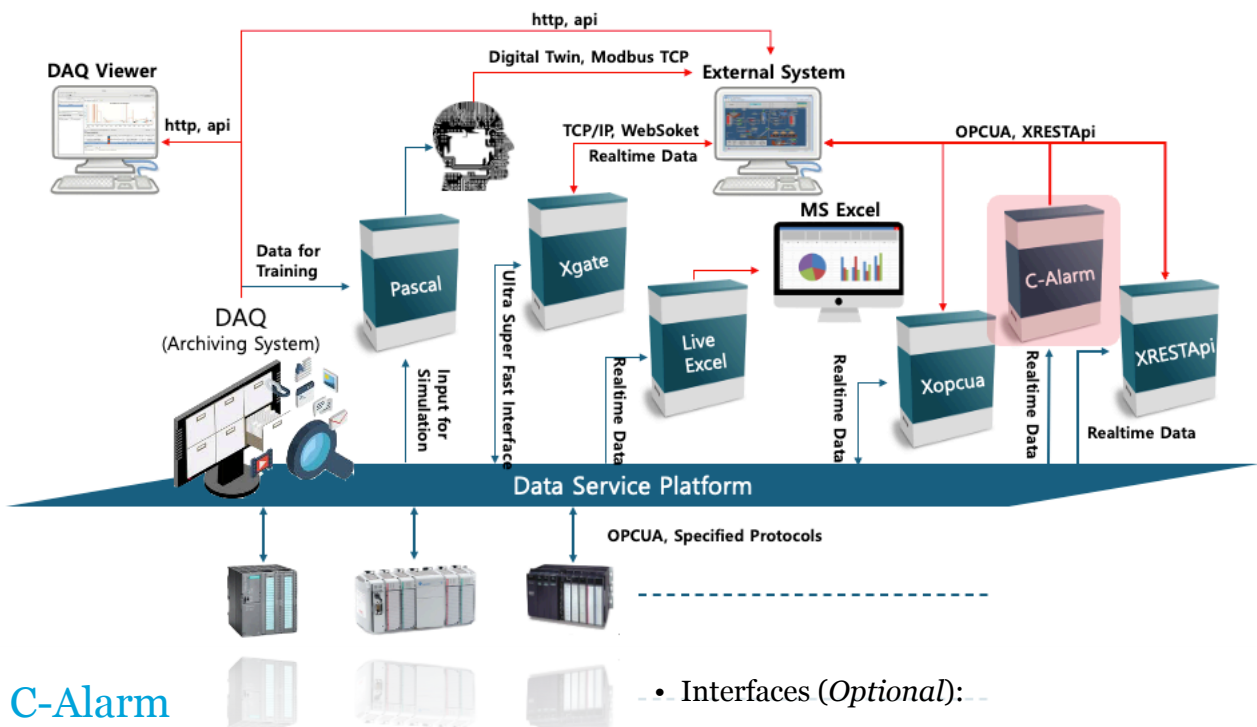 http, api
Digital Twin, Modbus TCP
DAQ Viewer
External System
http, api
TCP/IP, WebSoket
Realtime Data
OPCUA, XRESTApi
MS Excel
Data for
Training
Pascal
Xgate
C-Alarm
DAQ
(Archiving System)
Live
Excel
XRESTApi
Xopcua
Input for
Simulation
Ultra Super Fast Interface
Realtime Data
Realtime Data
Realtime Data
Realtime Data
Data Service Platform
OPCUA, Specified Protocols
C-Alarm
• Interfaces (Optional):